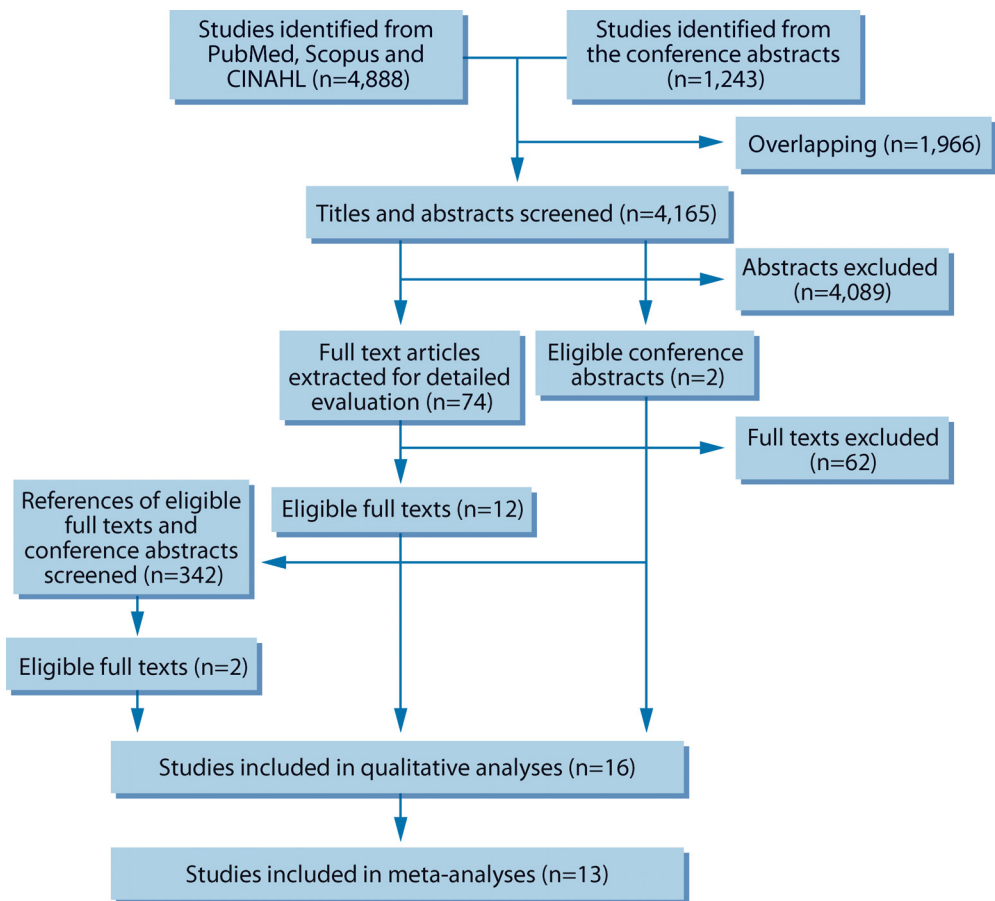 Studies identified from
PubMed, Scopus and
CINAHL (n=4,888)
Studies identified from
the conference abstracts
(n=1,243)
Overlapping (n=1,966)
Titles and abstracts screened (n=4,165)
Abstracts excluded
(n=4,089)
Full text articles
extracted for detailed
evaluation (n=74)
Eligible conference
abstracts (n=2)
Full texts excluded
(n=62)
References of eligible
full texts and
conference abstracts
screened (n=342)
Eligible full texts (n=12)
Eligible full texts (n=2)
Studies included in qualitative analyses (n=16)
Studies included in meta-analyses (n=13)